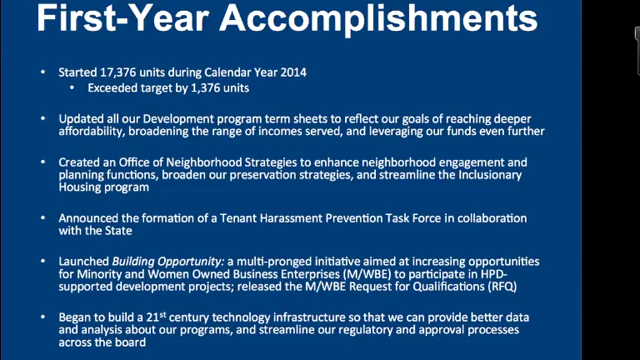 First-Year Accomplishments
• Started 17,376 units during Calendar Year 2014
• Exceeded target by 1,376 units
• Updated all our Development program term sheets to reflect our goals of reaching deeper
affordability, broadening the range of incomes served, and leveraging our funds even further
• Created an Office of Neighborhood Strategies to enhance neighborhood engagement and
planning functions, broaden our preservation strategies, and streamline the Inclusionary
Housing program
• Announced the formation of a Tenant Harassment Prevention Task Force in collaboration
with the State
• Launched Building Opportunity: a multi-pronged initiative aimed at increasing opportunities
for Minority and Women Owned Business Enterprises (M/WBE) to participate in HPD-
supported development projects; released the M/WBE Request for Qualifications (RFQ)
• Began to build a 21st century technology infrastructure so that we can provide better data
and analysis about our programs, and streamline our regulatory and approval processes
across the board